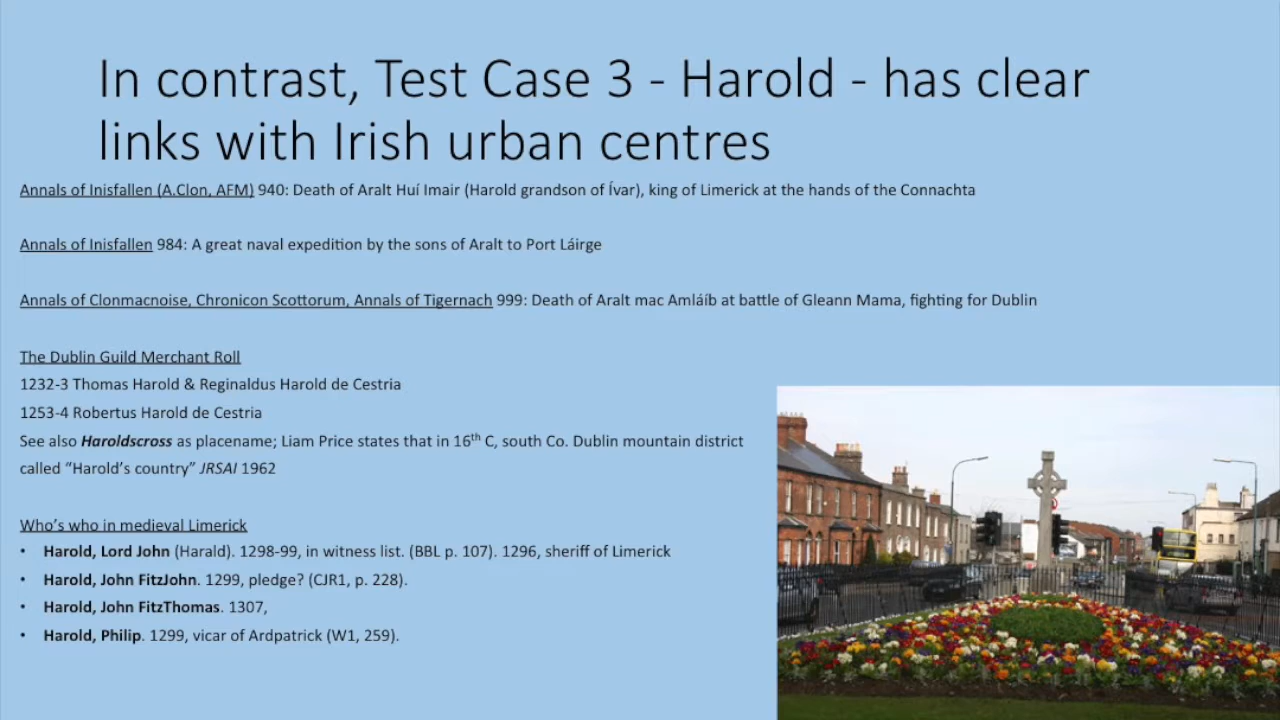 In contrast, Test Case 3 - Harold - has clear
links with Irish urban centres
Annals of Inisfallen (A.Clon, AFM) 940: Death of Aralt Huí Imair (Harold grandson of Ívar), king of Limerick at the hands of the Connachta
Annals of Inisfallen 984: A great naval expedition by the sons of Aralt to Port Láirge
Annals of Clonmacnoise, Chronicon Scottorum, Annals of Tigernach 999: Death of Aralt mac Amláíb at battle of Gleann Mama, fighting for Dublin
The Dublin Guild Merchant Roll
1232-3 Thomas Harold & Reginaldus Harold de Cestria
1253-4 Robertus Harold de Cestria
See also Haroldscross as placename; Liam Price states that in 16th C, south Co. Dublin mountain district
called “Harold’s country” JRSAI 1962
Who’s who in medieval Limerick
• Harold, Lord John (Harald). 1298-99, in witness list. (BBL p. 107). 1296, sheriff of Limerick
• Harold, John FitzJohn. 1299, pledge? (CJR1, p. 228).
• Harold, John FitzThomas. 1307,
• Harold, Philip. 1299, vicar of Ardpatrick (W1, 259).